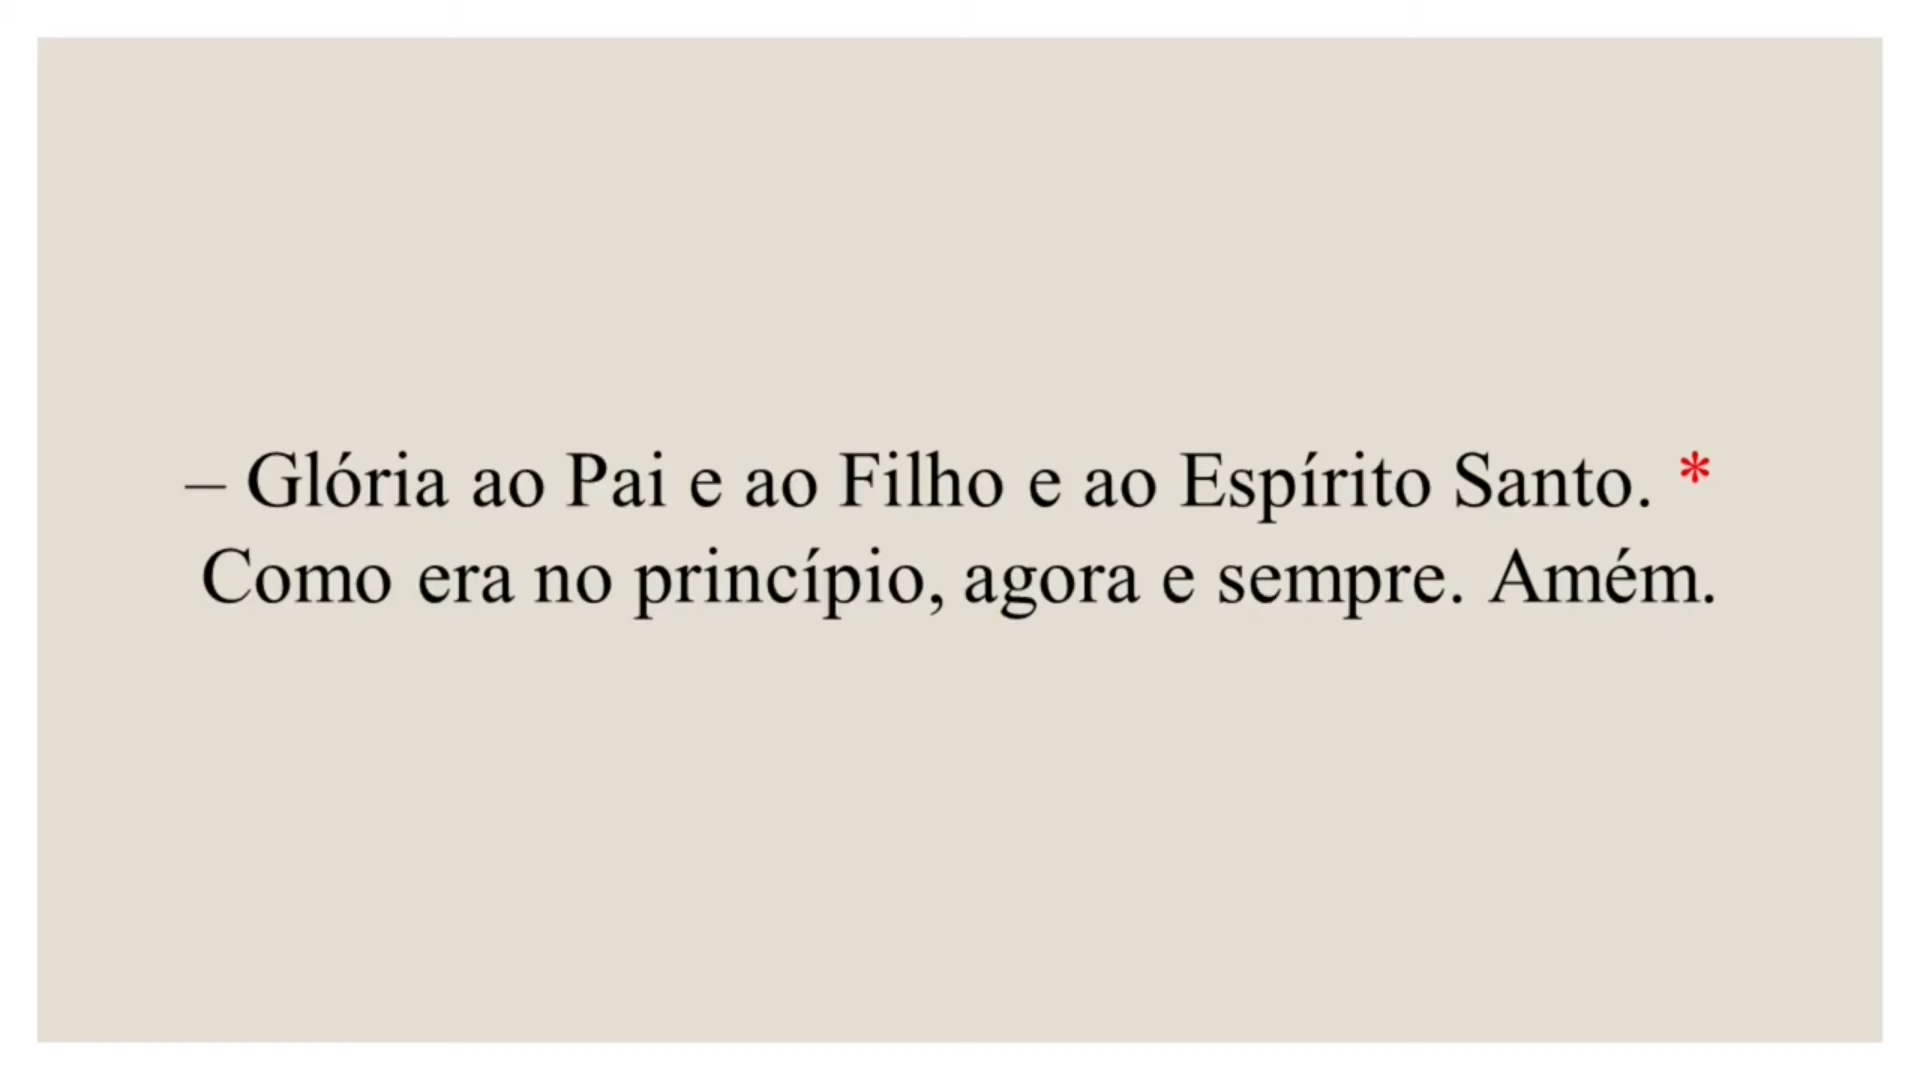 – Glória ao Pai e ao Filho e ao Espírito Santo. *
Como era no princípio, agora e sempre. Amém.